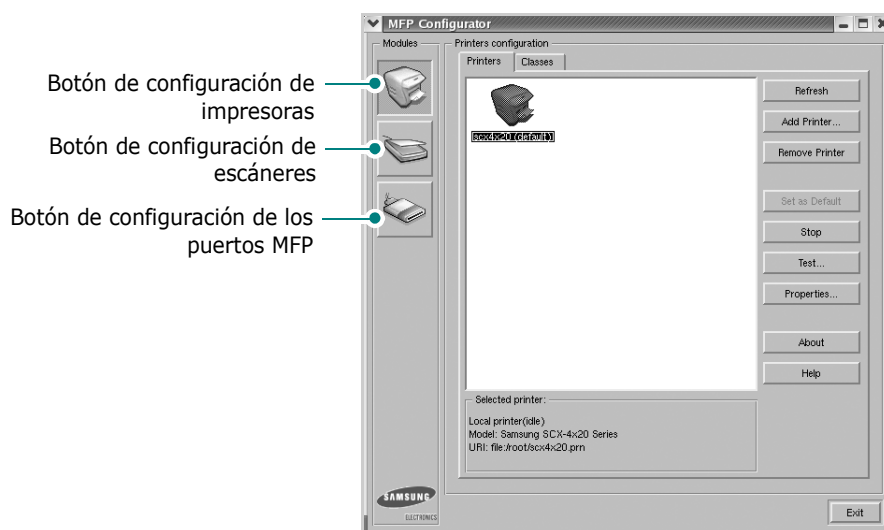 MFP Configurator
Modules
Printers configuration
Printers
Classes
Botón de configuración de
impresoras
Botón de configuración de
escáneres
Botón de configuración de los
puertos MFP
scx4x20 (default)
Refresh
Add Printer...
Remove Printer
Set as Default
Stop
Test...
Properties...
About
Help
Selected printer:
Local printer(idle)
Model: Samsung SCX-4x20 Series
URI: file:/root/scx4x20.prn
SAMSUNG
ELECTRONICS
Exit